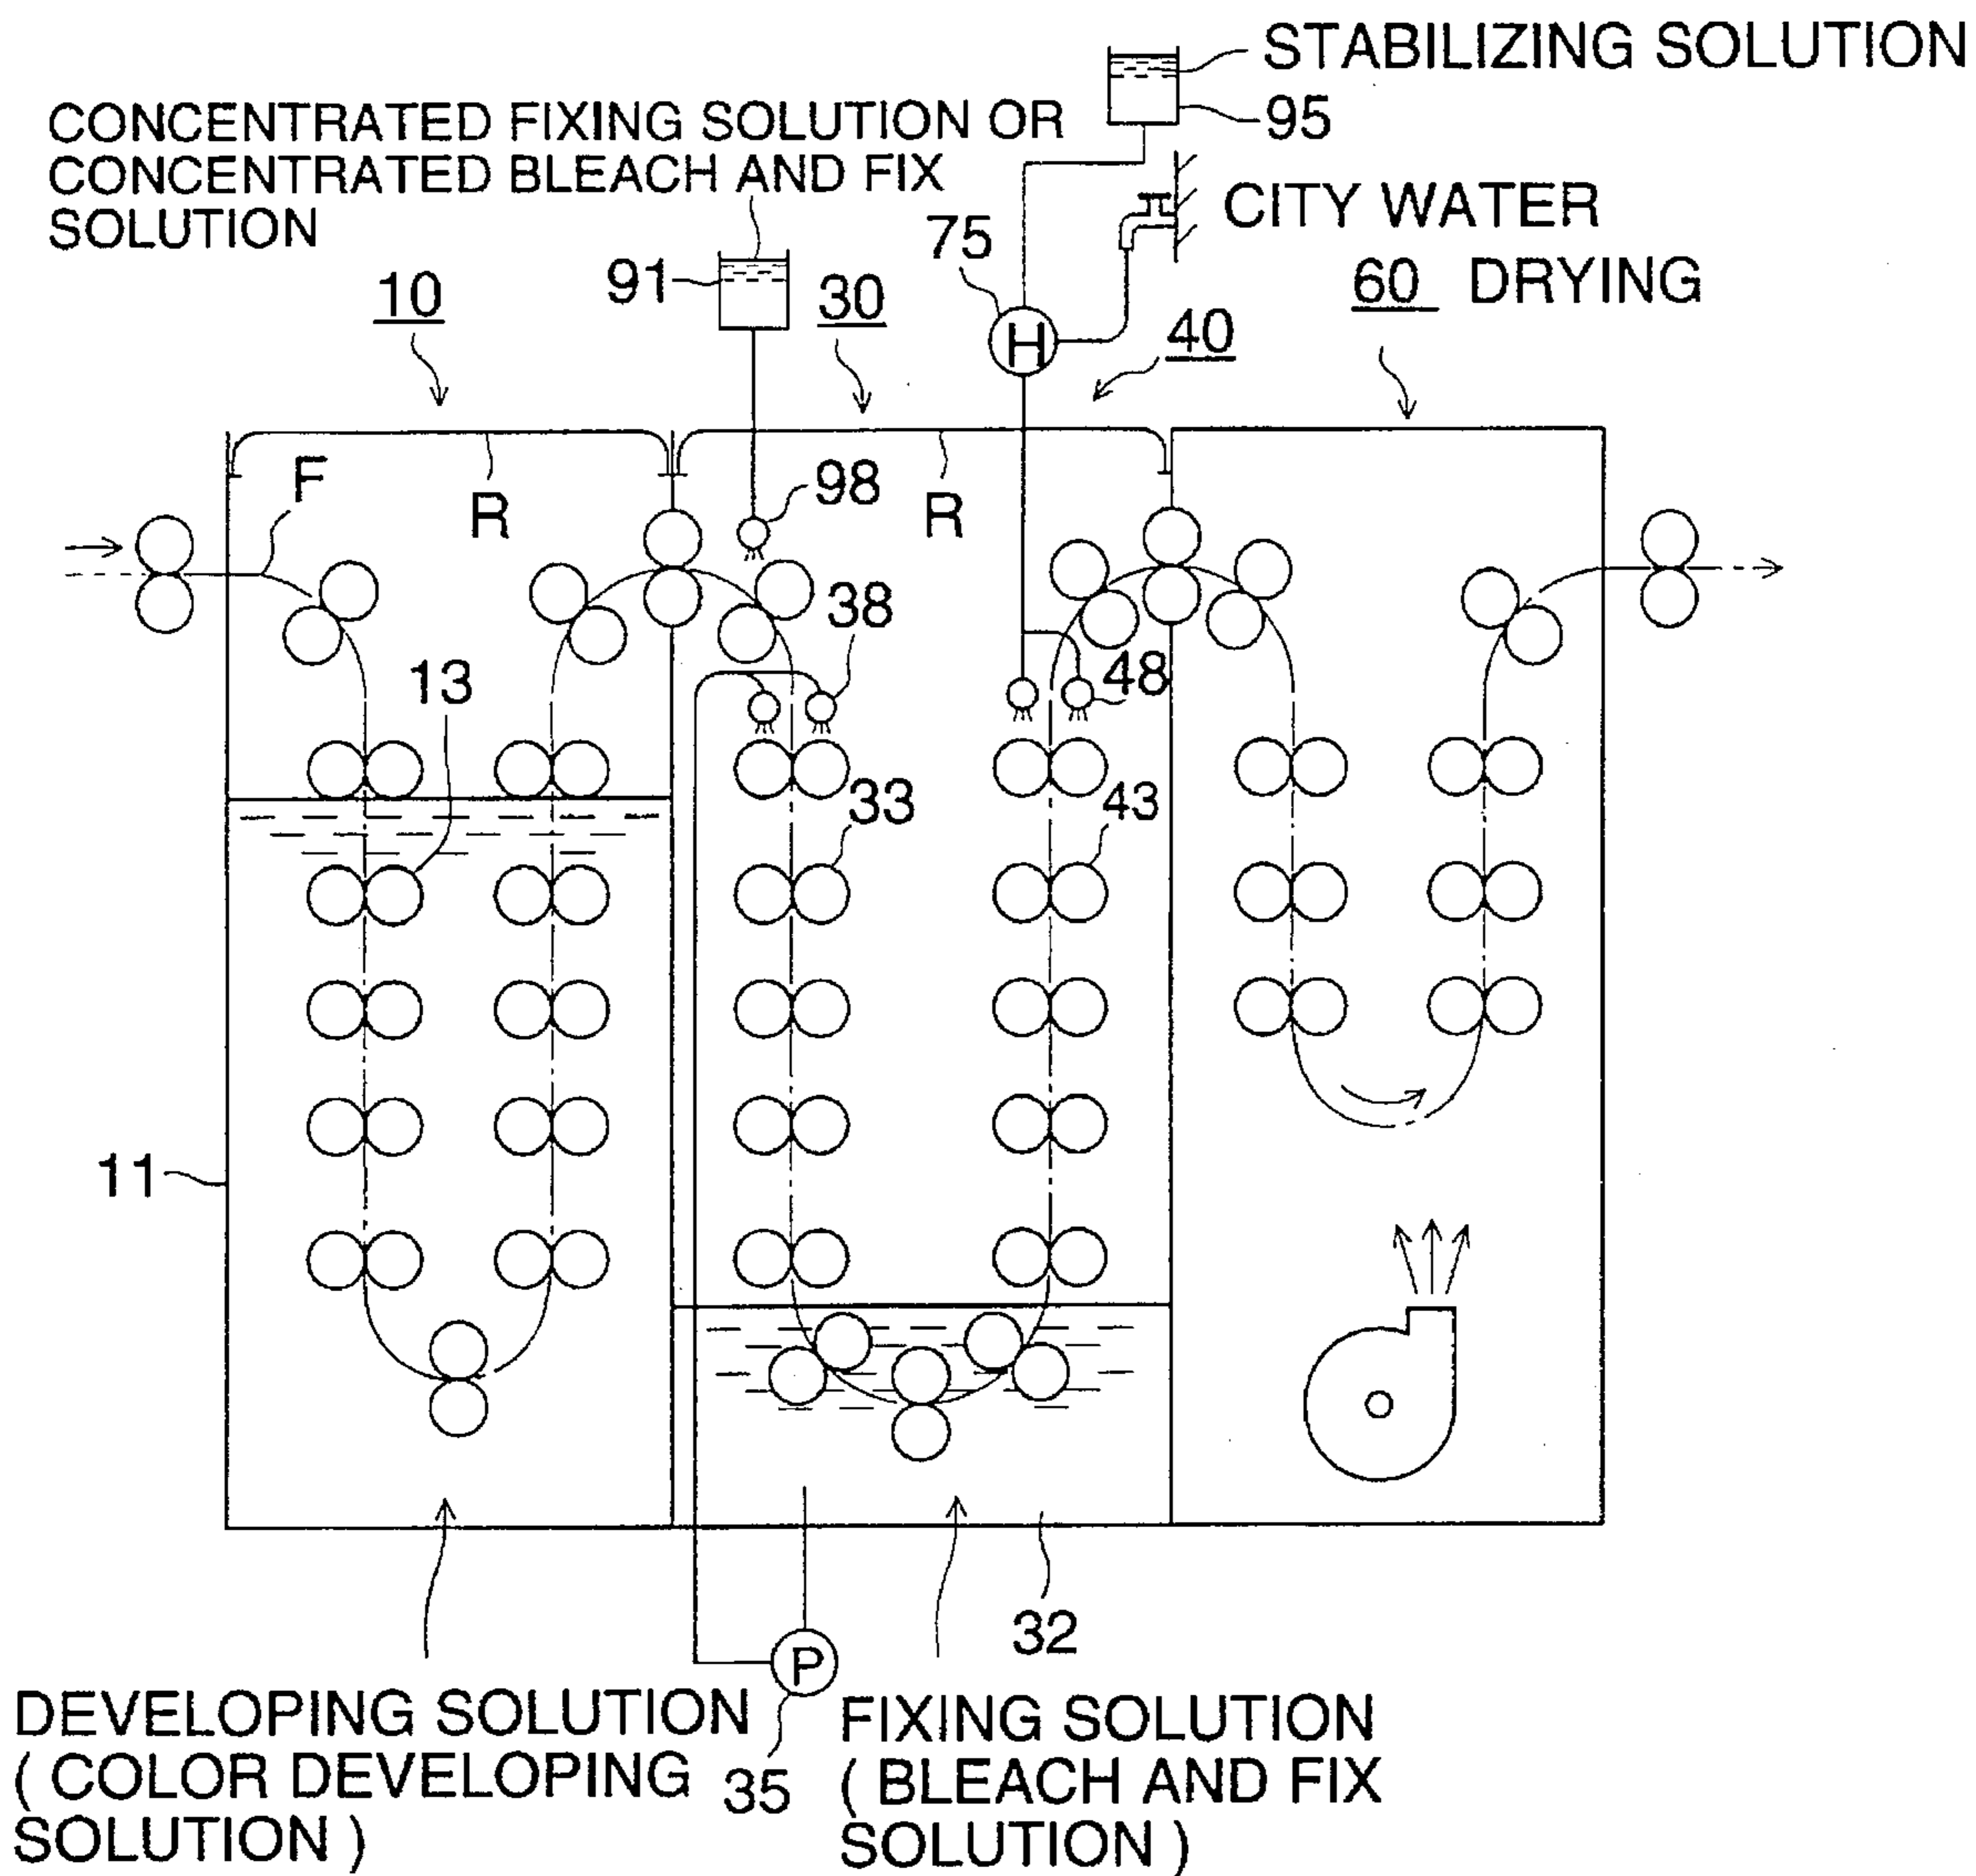 STABILIZING SOLUTION
95
CONCENTRATED FIXING SOLUTION OR
CONCENTRATED BLEACH AND FIX
SOLUTION
CITY WATER
75
91
10
30
H
40
60 DRYING
F
R
98
R
38
13
48
33
43
11
32
P
DEVELOPING SOLUTION
( COLOR DEVELOPING
SOLUTION )
35
FIXING SOLUTION
( BLEACH AND FIX
SOLUTION )